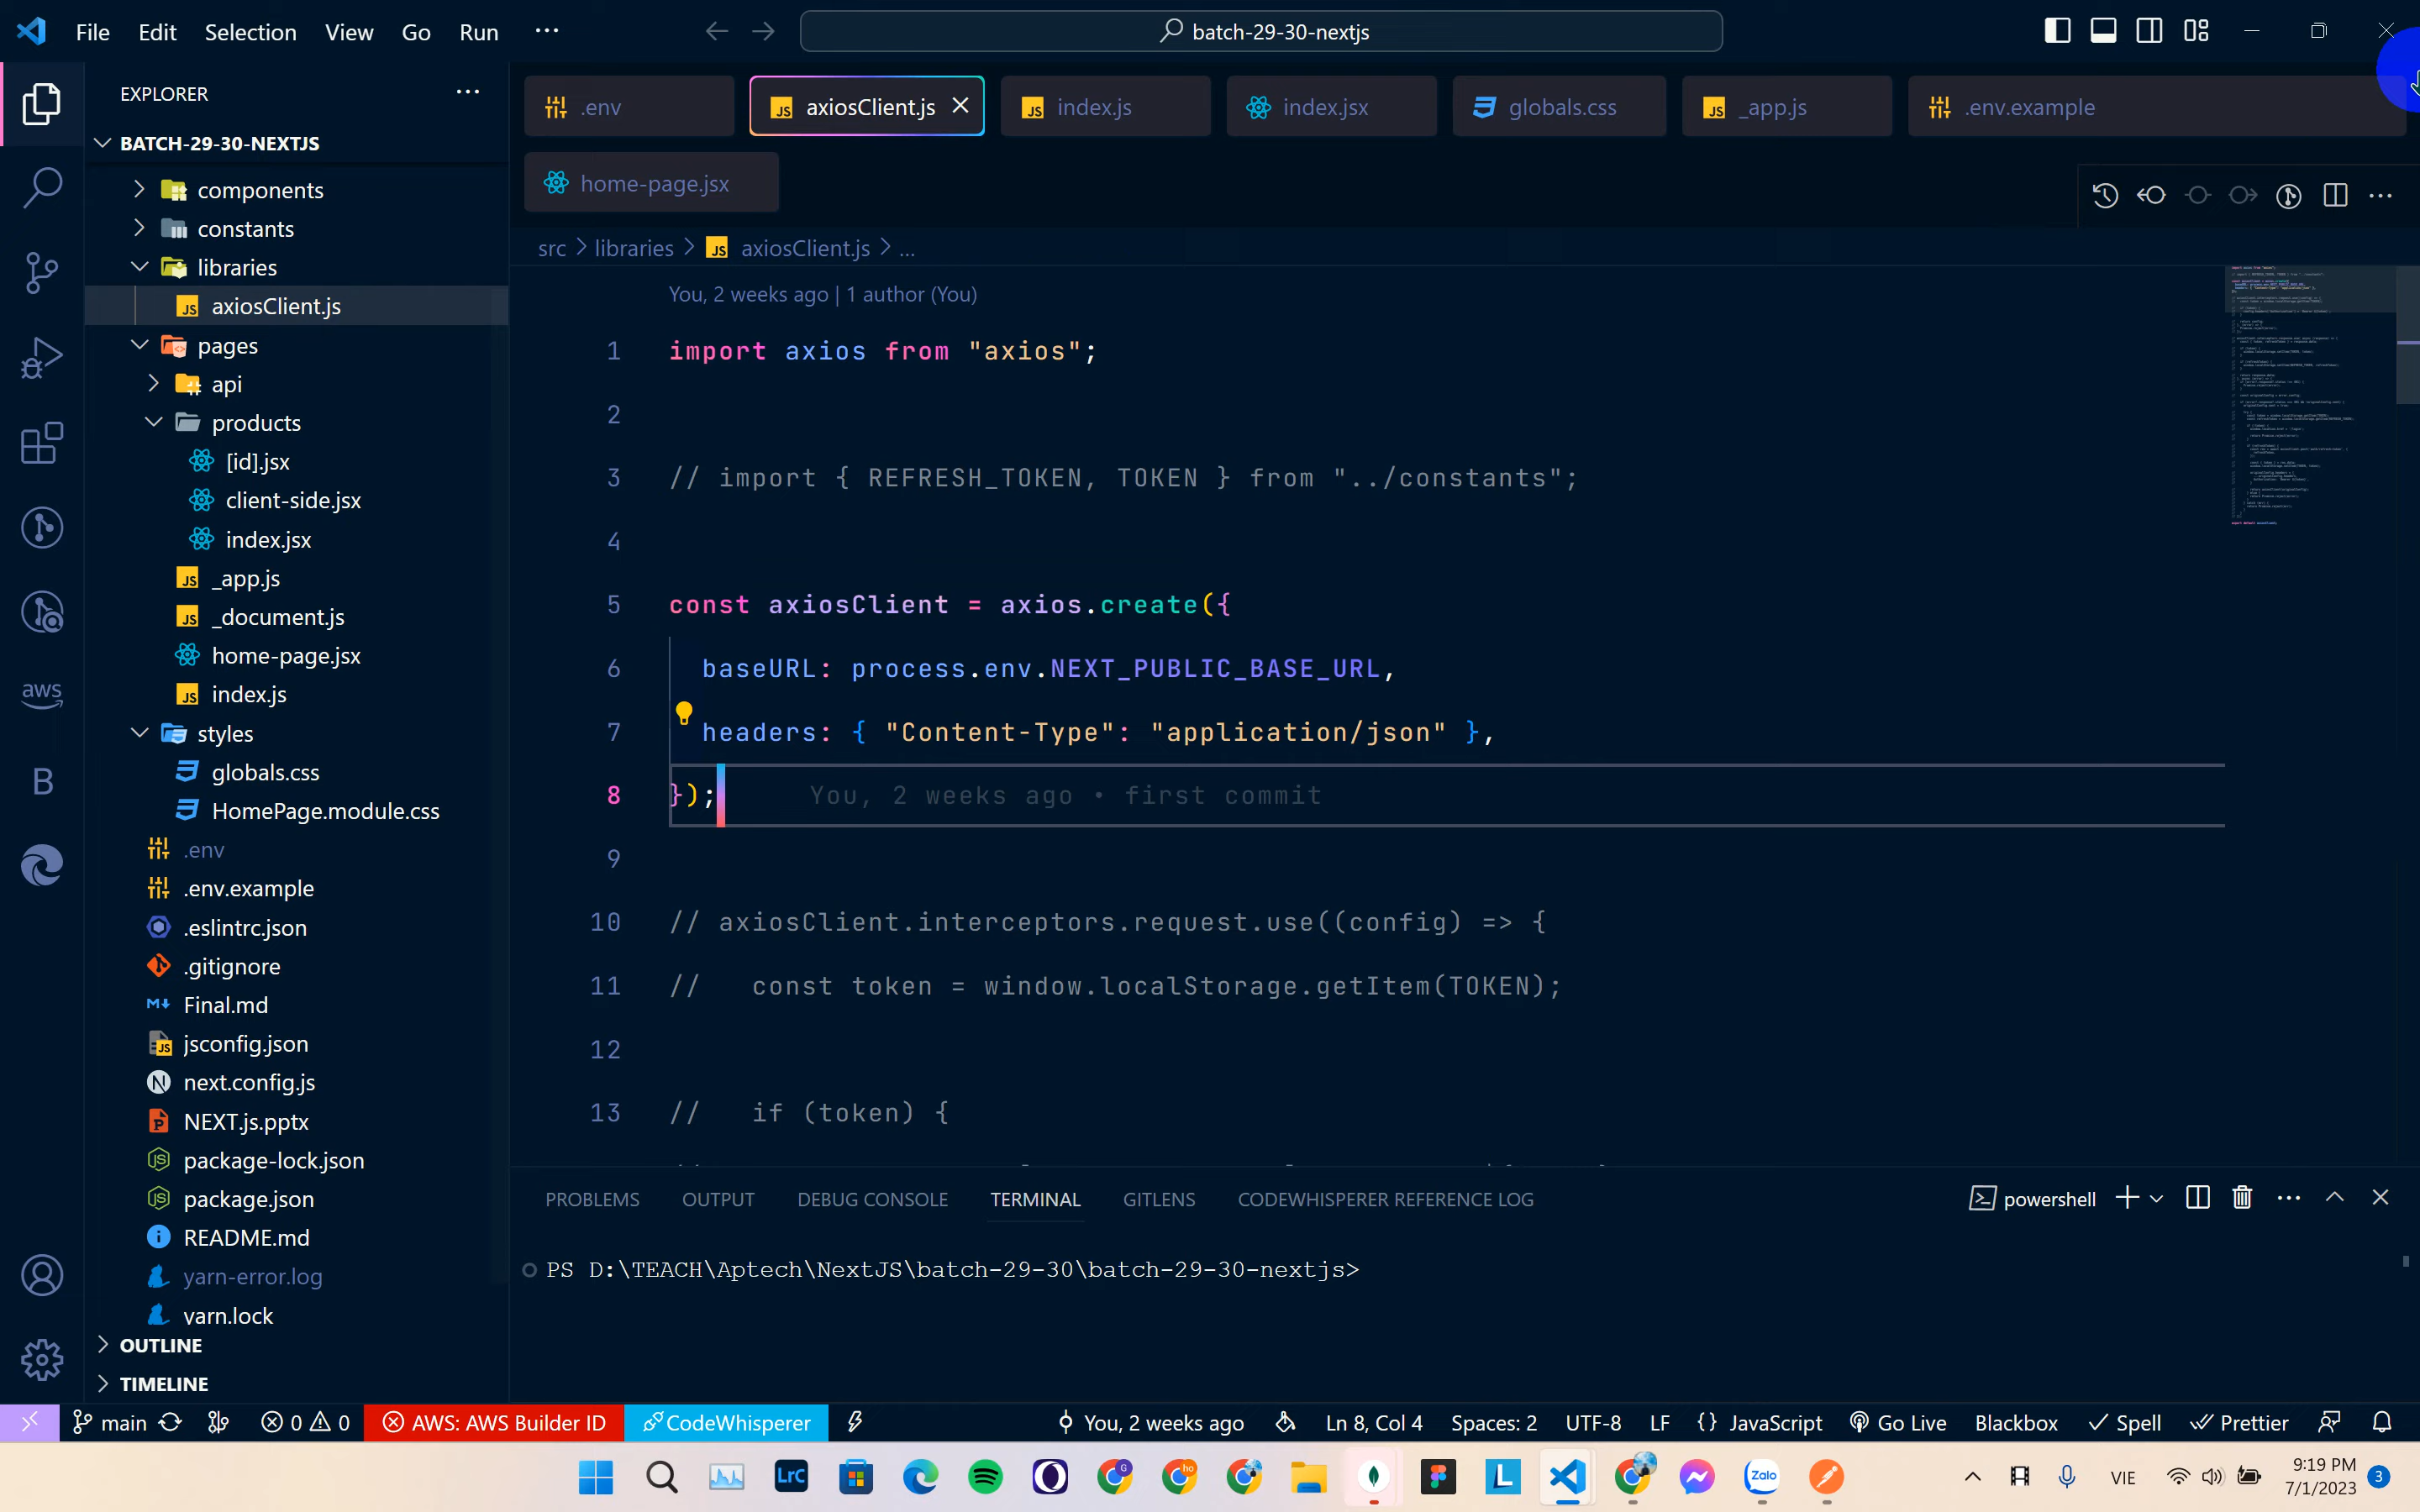 File Edit Selection View Go Run ···
batch-29-30-nextjs
EXPLORER
BATCH-29-30-NEXTJS
components
constants
libraries
axiosClient.js
pages
api
products
[id].jsx
client-side.jsx
index.jsx
_app.js
_document.js
home-page.jsx
index.js
styles
globals.css
HomePage.module.css
.env
.env.example
.eslintrc.json
.gitignore
Final.md
jsconfig.json
next.config.js
NEXT.js.pptx
package-lock.json
package.json
README.md
yarn-error.log
yarn.lock
OUTLINE
TIMELINE
aws
B
.env axiosClient.js index.js index.jsx globals.css _app.js .env.example
home-page.jsx
src > libraries > JS axiosClient.js > ...
You, 2 weeks ago | 1 author (You)
1 import axios from "axios";
2
3 // import { REFRESH_TOKEN, TOKEN } from "../constants";
4
5 const axiosClient = axios.create({
6 baseURL: process.env.NEXT_PUBLIC_BASE_URL,
7 headers: { "Content-Type": "application/json" },
8 }); You, 2 weeks ago • first commit
9
10 // axiosClient.interceptors.request.use((config) => {
11 // const token = window.localStorage.getItem(TOKEN);
12
13 // if (token) {
PROBLEMS OUTPUT DEBUG CONSOLE TERMINAL GITLENS CODEWHISPERER REFERENCE LOG
powershell
PS D:\TEACH\Aptech\NextJS\batch-29-30\batch-29-30-nextjs>
main 0 0 AWS: AWS Builder ID CodeWhisperer You, 2 weeks ago Ln 8, Col 4 Spaces: 2 UTF-8 LF {} JavaScript Go Live Blackbox Spell Prettier
LrC
Zalo
VIE
9:19 PM
7/1/2023
3